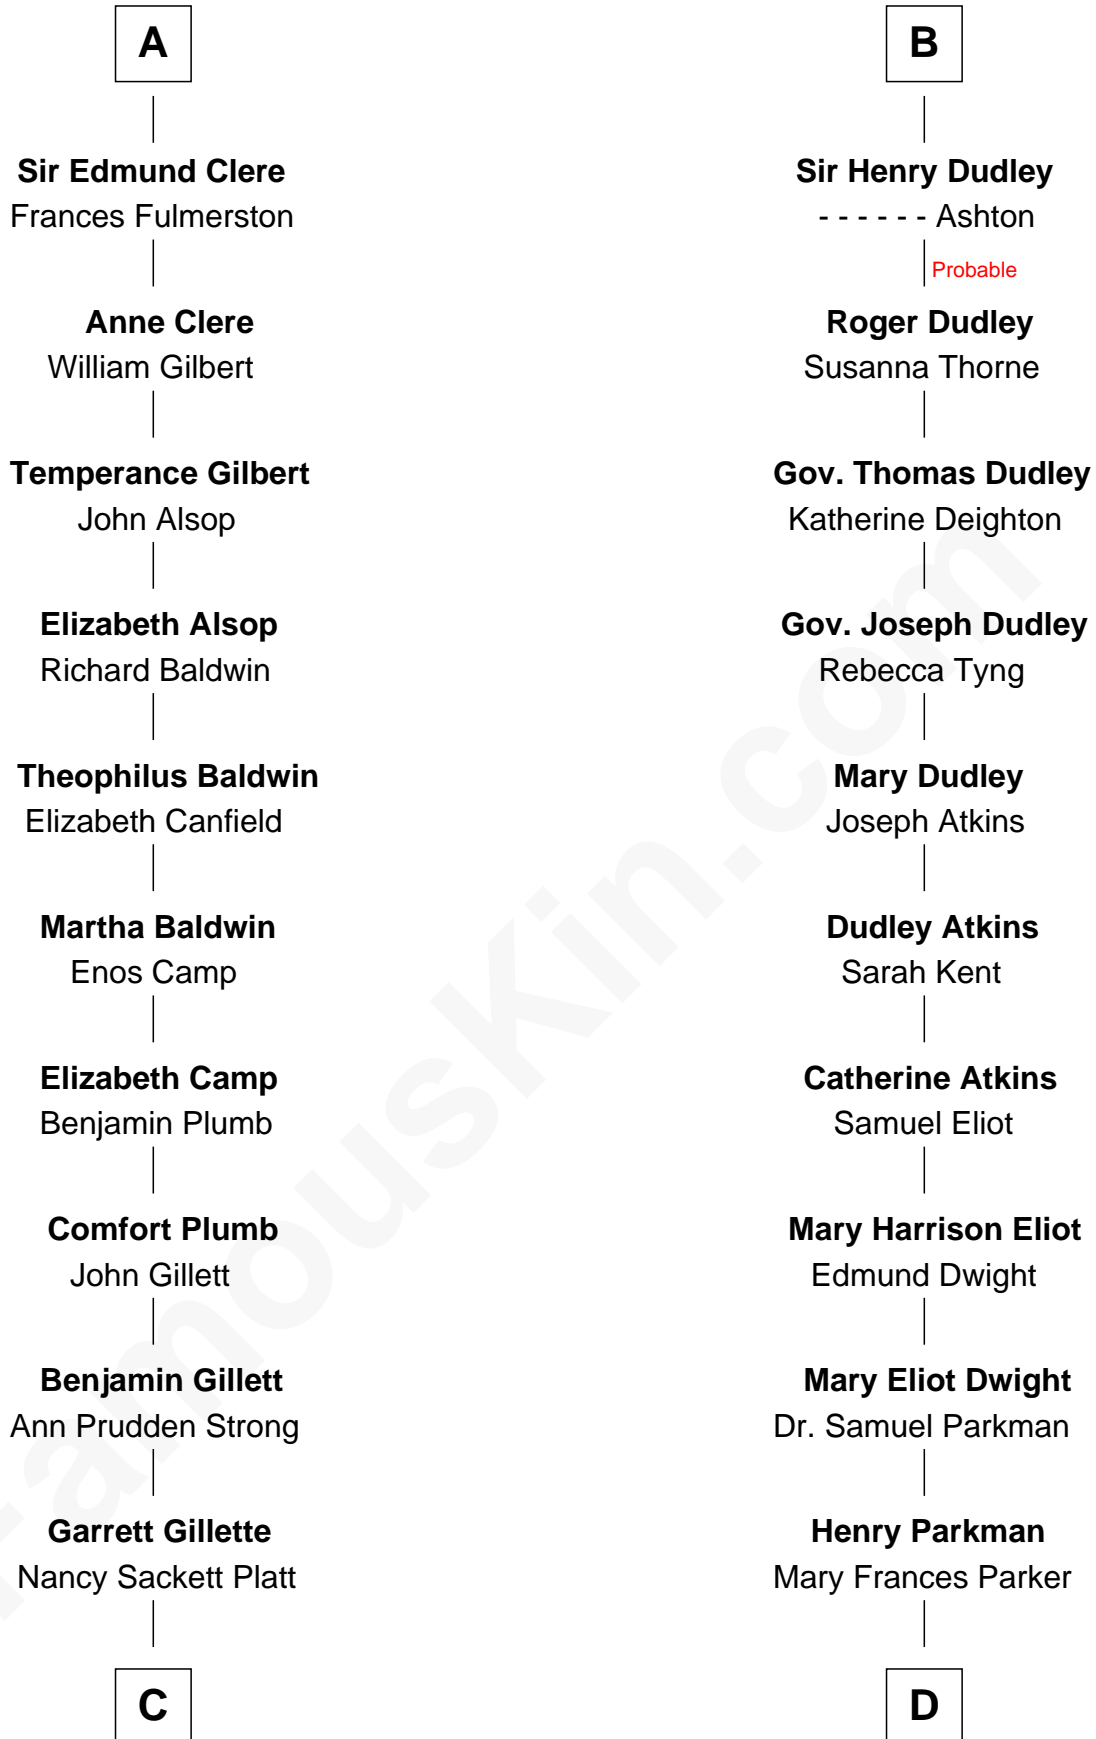 A
Sir Edmund Clere
Frances Fulmerston
Anne Clere
William Gilbert
Temperance Gilbert
John Alsop
Elizabeth Alsop
Richard Baldwin
Theophilus Baldwin
Elizabeth Canfield
Martha Baldwin
Enos Camp
Elizabeth Camp
Benjamin Plumb
Comfort Plumb
John Gillett
Benjamin Gillett
Ann Prudden Strong
Garrett Gillette
Nancy Sackett Platt
C
B
Sir Henry Dudley
- - - - - - Ashton
Probable
Roger Dudley
Susanna Thorne
Gov. Thomas Dudley
Katherine Deighton
Gov. Joseph Dudley
Rebecca Tyng
Mary Dudley
Joseph Atkins
Dudley Atkins
Sarah Kent
Catherine Atkins
Samuel Eliot
Mary Harrison Eliot
Edmund Dwight
Mary Eliot Dwight
Dr. Samuel Parkman
Henry Parkman
Mary Frances Parker
D
FamousKin.com